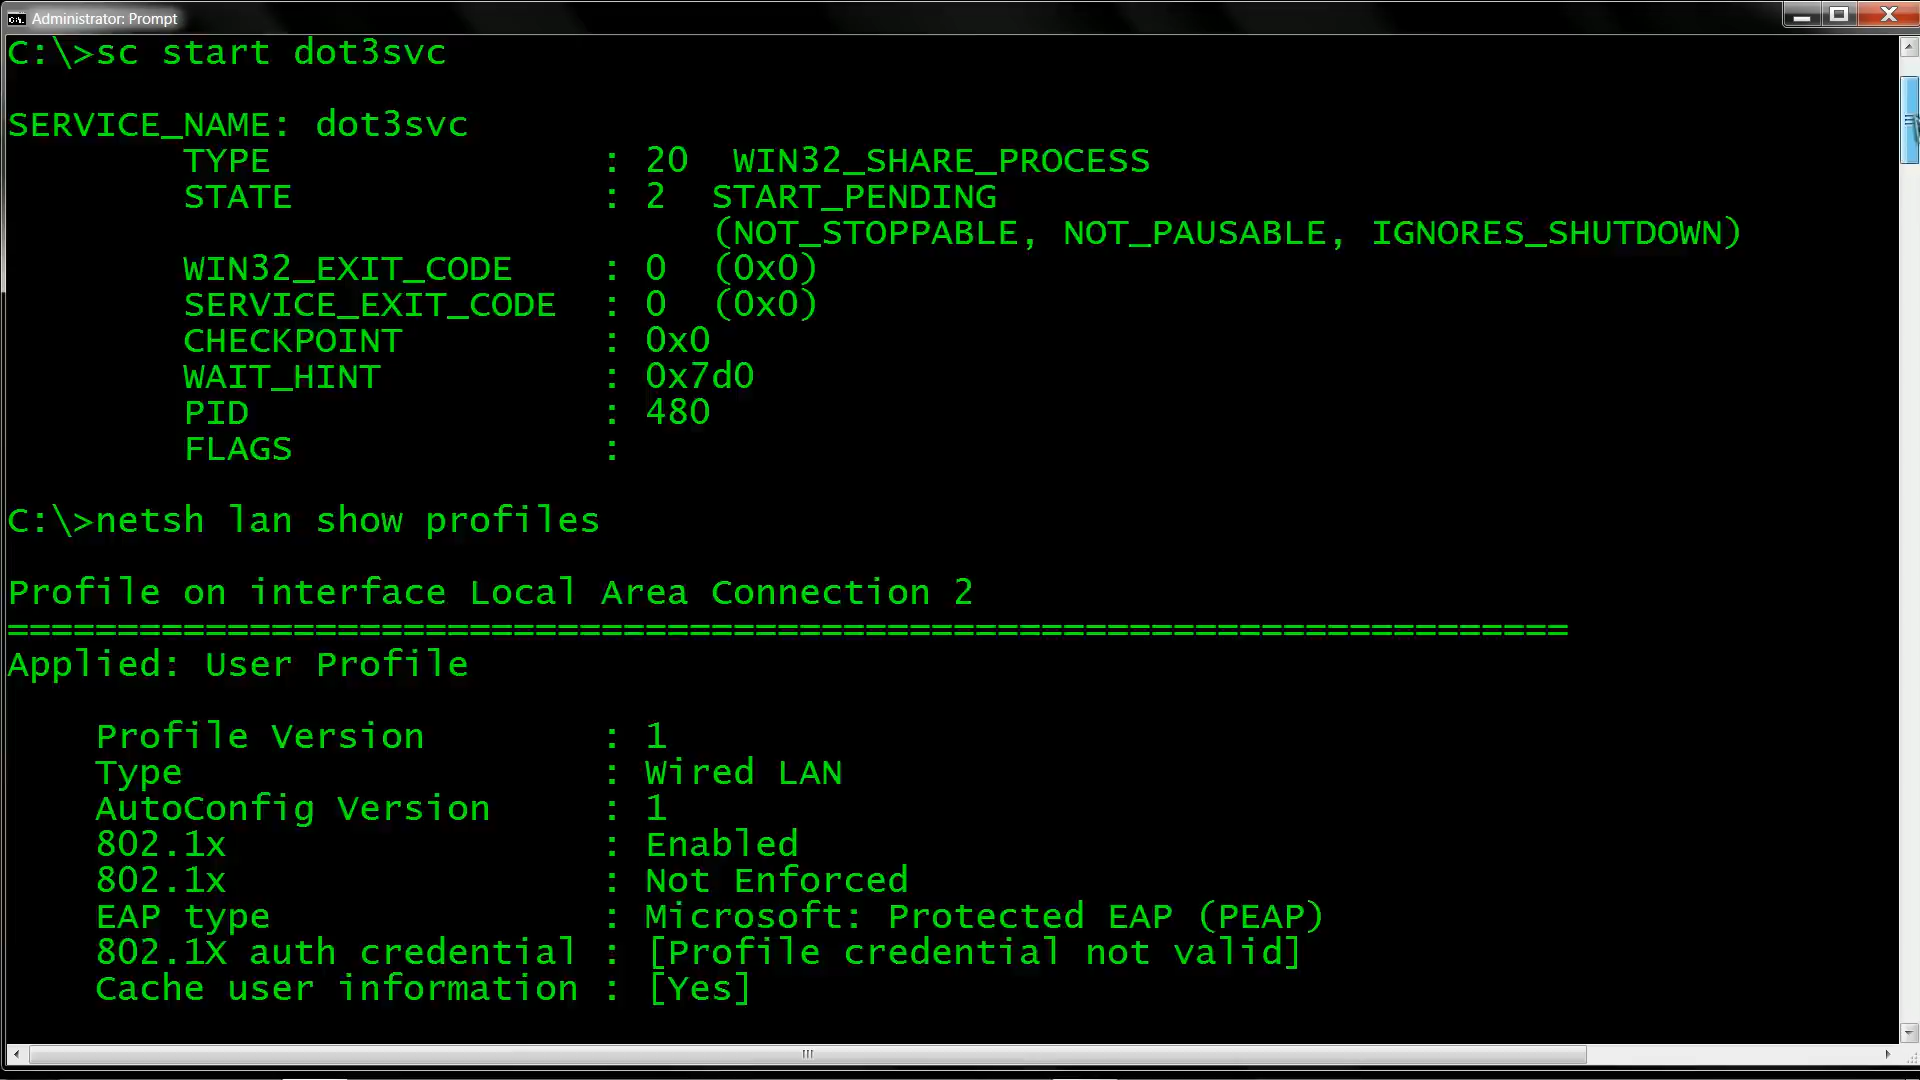 Administrator: Prompt
C:\>sc start dot3svc
SERVICE_NAME: dot3svc
TYPE : 20 WIN32_SHARE_PROCESS
STATE : 2 START_PENDING
(NOT_STOPPABLE, NOT_PAUSABLE, IGNORES_SHUTDOWN)
WIN32_EXIT_CODE : 0 (0x0)
SERVICE_EXIT_CODE : 0 (0x0)
CHECKPOINT : 0x0
WAIT_HINT : 0x7d0
PID : 480
FLAGS :
C:\>netsh lan show profiles
Profile on interface Local Area Connection 2
=======================================================================
Applied: User Profile
Profile Version : 1
Type : Wired LAN
AutoConfig Version : 1
802.1x : Enabled
802.1x : Not Enforced
EAP type : Microsoft: Protected EAP (PEAP)
802.1X auth credential : [Profile credential not valid]
Cache user information : [Yes]